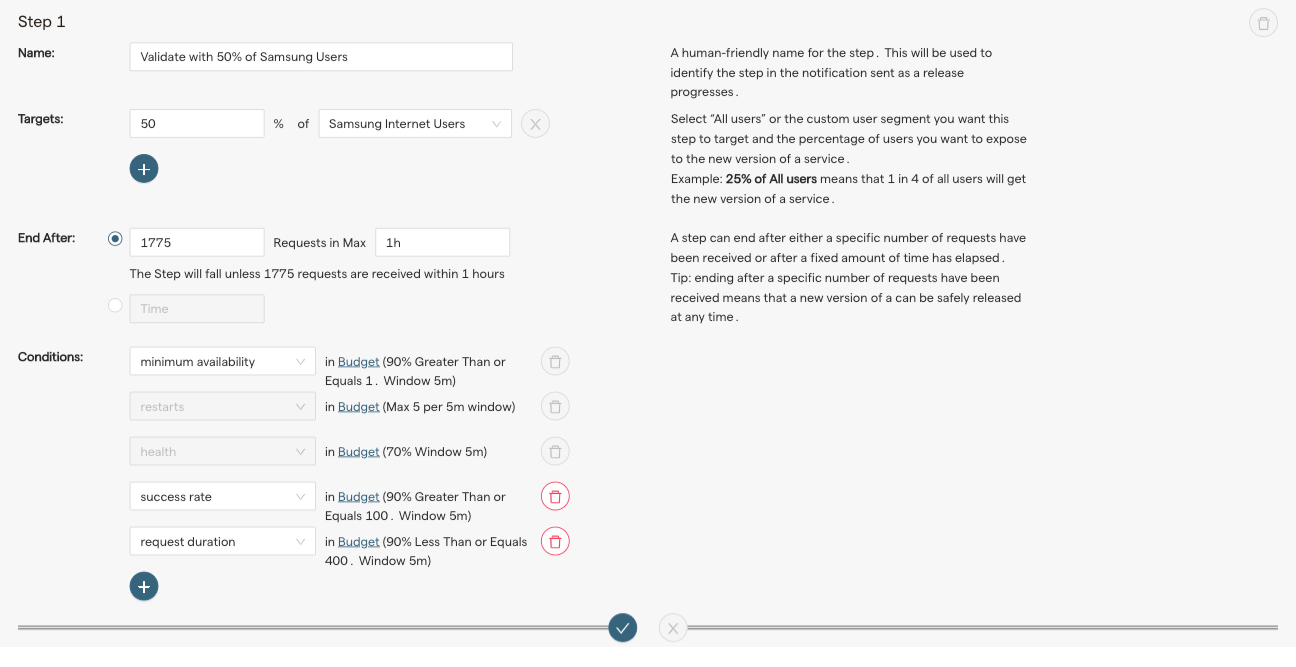 Step 1
Name:
Validate with 50% of Samsung Users
A human-friendly name for the step. This will be used to
identify the step in the notification sent as a release
progresses.
Targets:
50
% of
Samsung Internet Users
Select “All users” or the custom user segment you want this
step to target and the percentage of users you want to expose
to the new version of a service.
Example: 25% of All users means that 1 in 4 of all users will get
the new version of a service.
End After:
1775
Requests in Max
1h
The Step will fall unless 1775 requests are received within 1 hours
Time
A step can end after either a specific number of requests have
been received or after a fixed amount of time has elapsed.
Tip: ending after a specific number of requests have been
received means that a new version of a can be safely released
at any time.
Conditions:
minimum availability
in Budget (90% Greater Than or
Equals 1. Window 5m)
restarts
in Budget (Max 5 per 5m window)
health
in Budget (70% Window 5m)
success rate
in Budget (90% Greater Than or
Equals 100. Window 5m)
request duration
in Budget (90% Less Than or Equals
400. Window 5m)